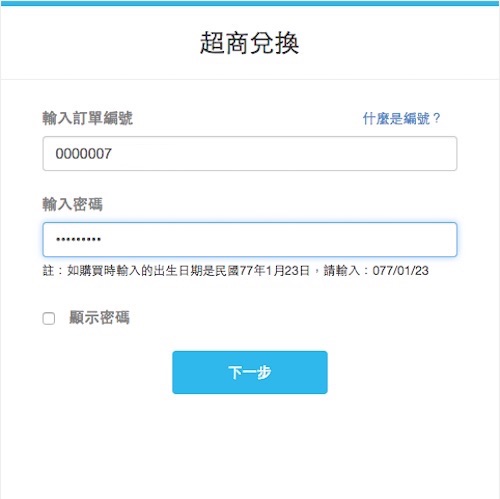 超商兌換
輸入訂單編號
什麼是編號？
0000007
輸入密碼
•••••••••
註：如購買時輸入的出生日期是民國77年1月23日，請輸入：077/01/23
顯示密碼
下一步